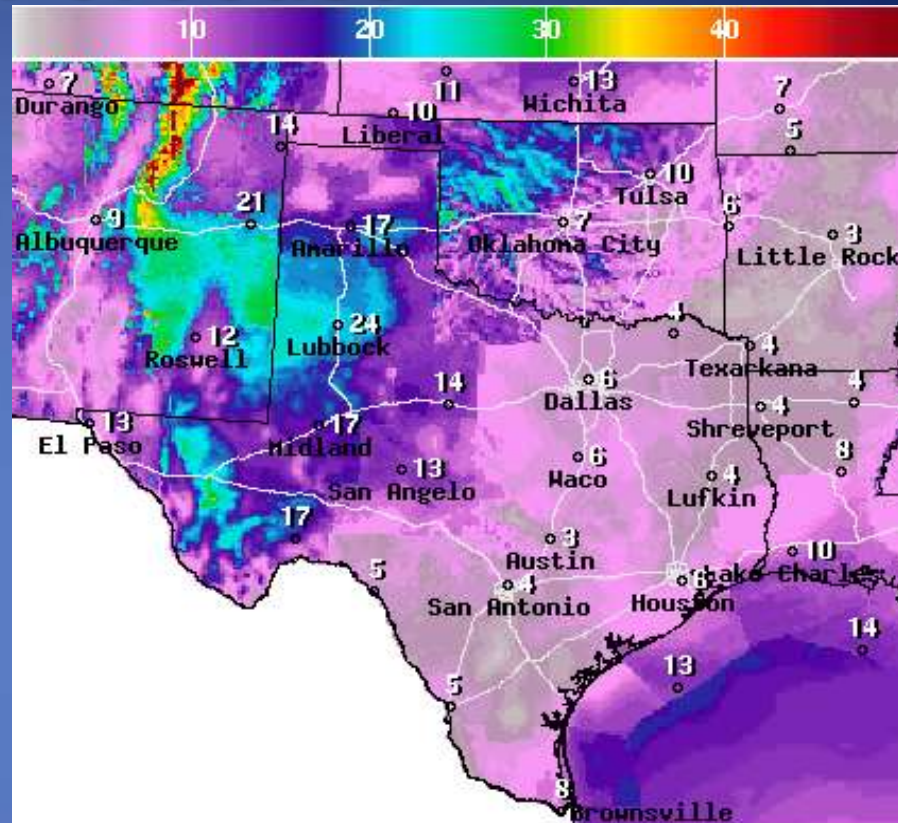 10 20 30 40
7 11 13 7
Durango Wichita
10
Liberal
14 5
10
Tulsa
9 21 17 7 6 3
Albuquerque Amarillo Oklahoma City Little Rock
12 24 4 4
Roswell Lubbock Texarkana
14 6 4 4
Dallas
13 17 Shreveport
El Paso Midland
13 6 4 8
San Angelo Waco Lufkin
17 3 10
Austin Lake Charles
5 4 6
San Antonio Houston
14
13
5
8
Brownsville